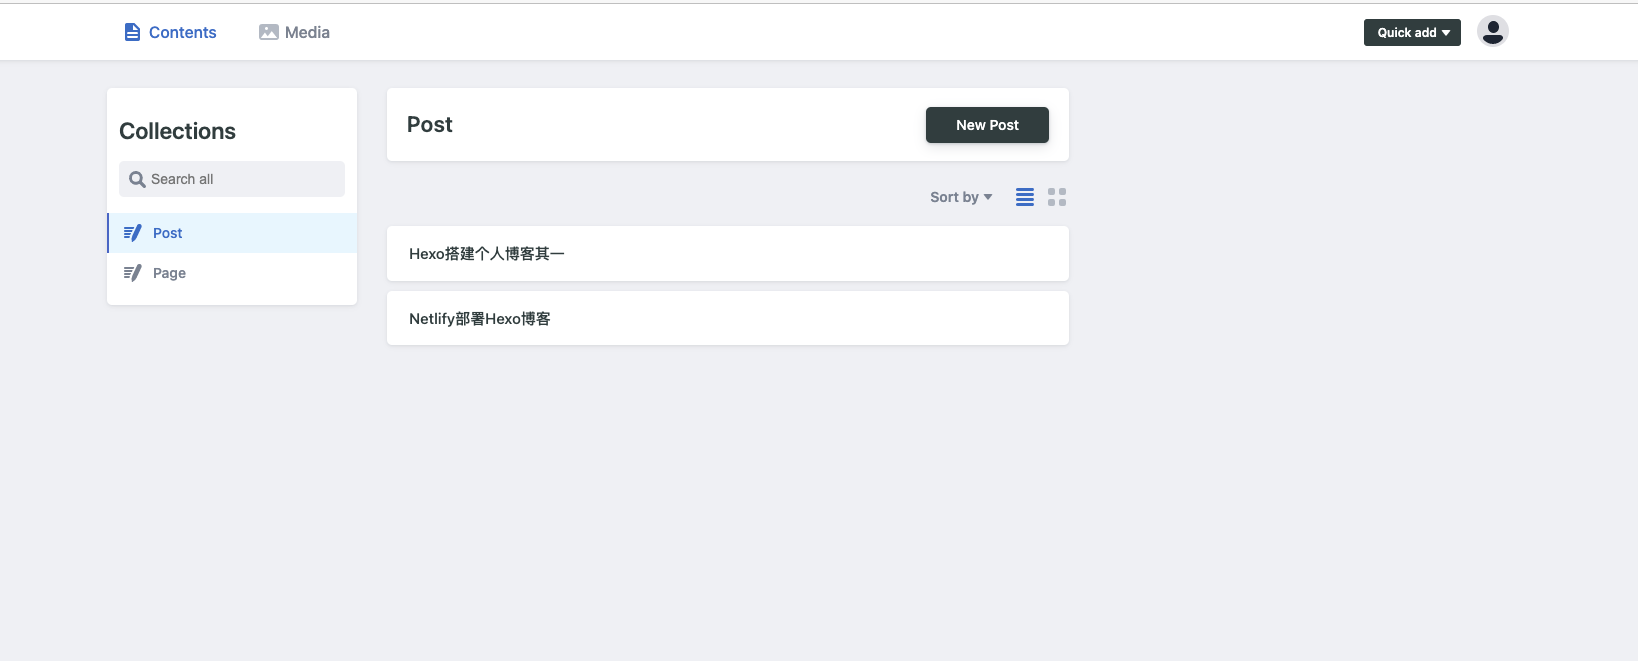 Contents
Media
Quick add
Collections
Search all
Post
Page
Post
New Post
Sort by
Hexo搭建个人博客其一
Netlify部署Hexo博客